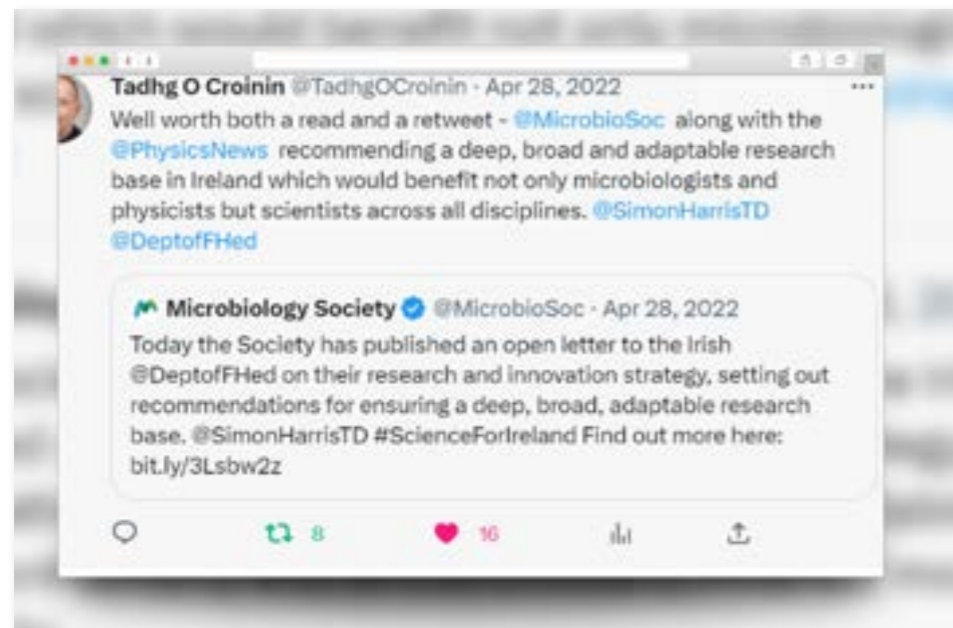 Tadhg O Croinin @TadhgOCroinin · Apr 28, 2022
Well worth both a read and a retweet - @MicrobioSoc along with the
@PhysicsNews recommending a deep, broad and adaptable research
base in Ireland which would benefit not only microbiologists and
physicists but scientists across all disciplines. @SimonHarrisTD
@DeptofFHed
Microbiology Society @MicrobioSoc · Apr 28, 2022
Today the Society has published an open letter to the Irish
@DeptofFHed on their research and innovation strategy, setting out
recommendations for ensuring a deep, broad, adaptable research
base. @SimonHarrisTD #ScienceForIreland Find out more here:
bit.ly/3Lsbw2z
8 16